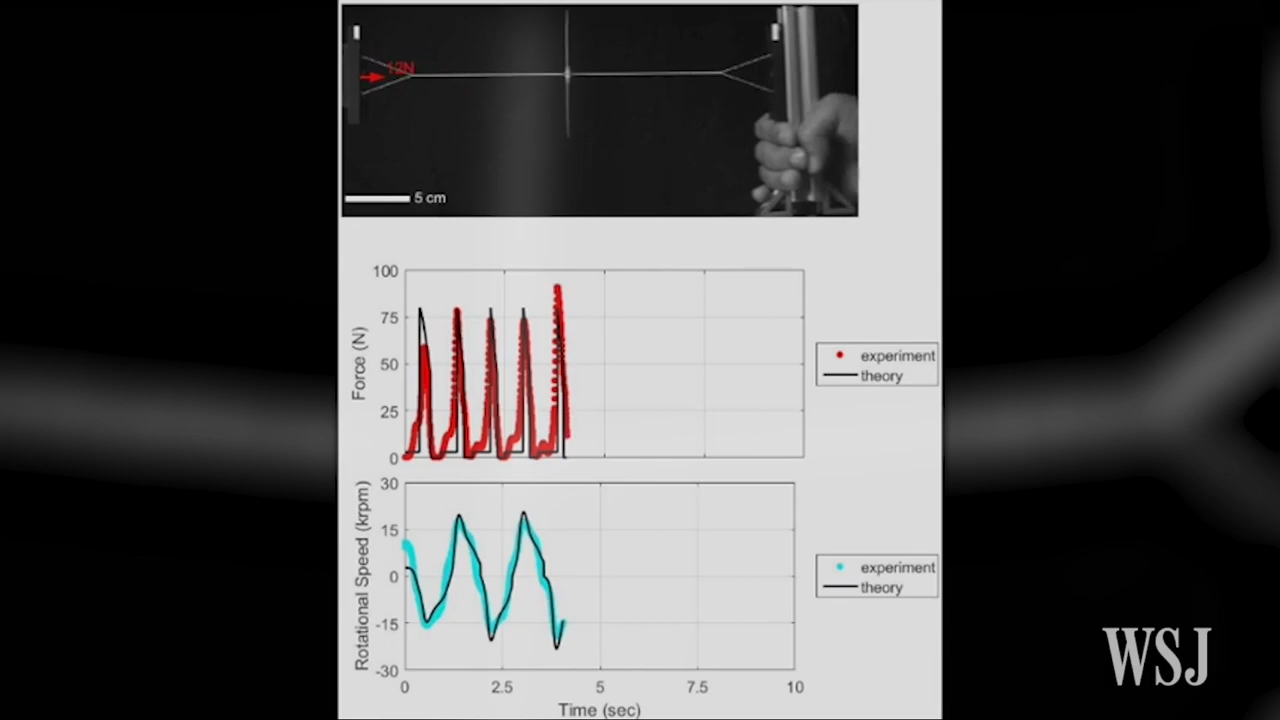 12N
5 cm
100
75
50
25
0
Force (N)
experiment
theory
30
15
0
-15
-30
Rotational Speed (krpm)
experiment
theory
0 2.5 5 7.5 10
Time (sec)
WSJ